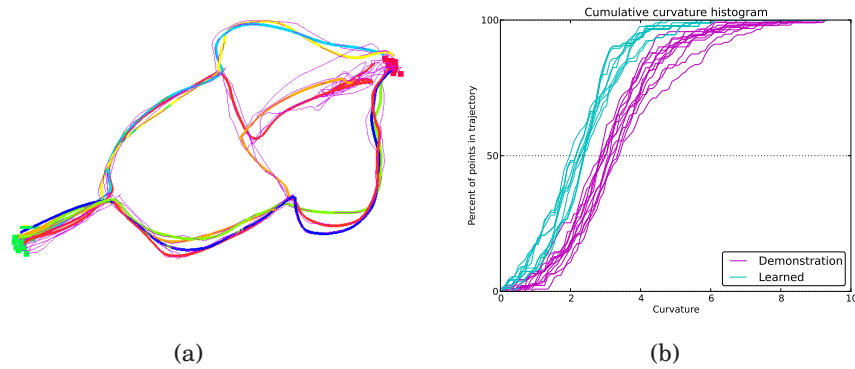 Cumulative curvature histogram
100
50
0
Percent of points in trajectory
0 2 4 6 8 10
Curvature
Demonstration
Learned
(a) (b)